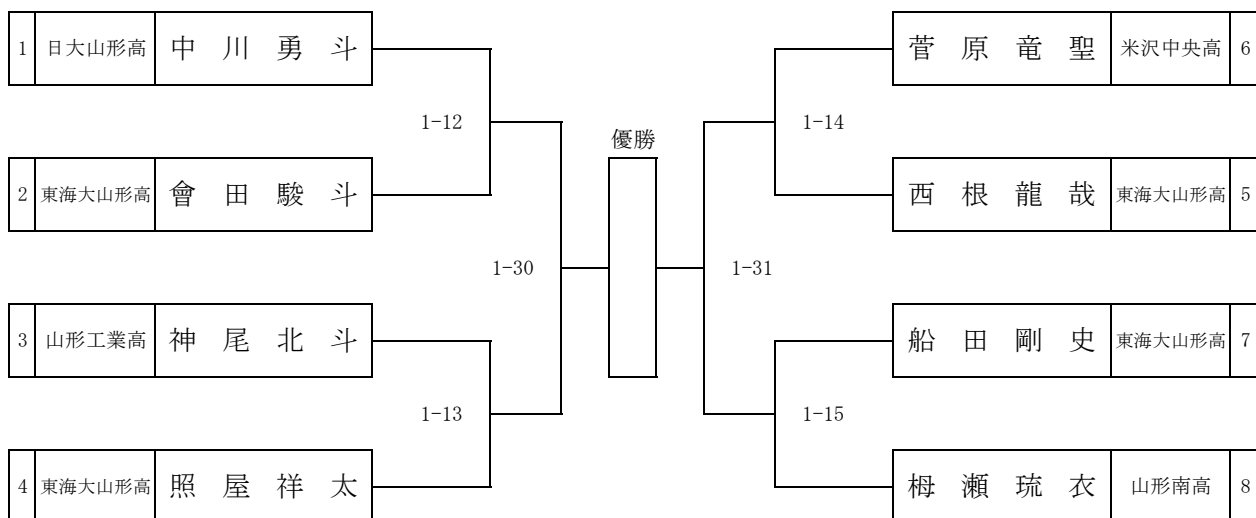 1 日大山形高 中川勇斗
菅原竜聖 米沢中央高 6
1-12
優勝
1-14
2 東海大山形高 會田駿斗
西根龍哉 東海大山形高 5
1-30
1-31
3 山形工業高 神尾北斗
船田剛史 東海大山形高 7
1-13
1-15
4 東海大山形高 照屋祥太
栂瀬琉衣 山形南高 8